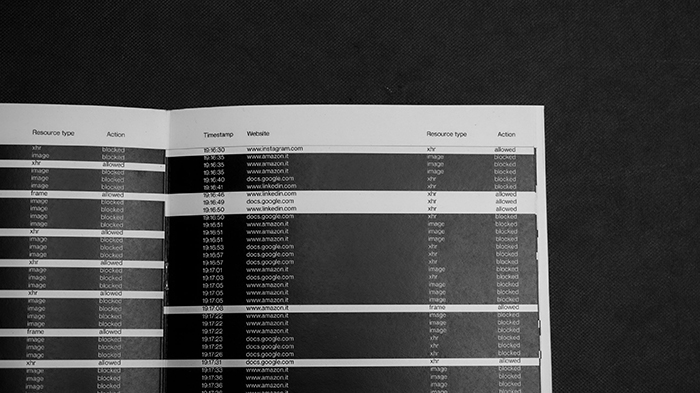 Resource type Action
xhr blocked
image blocked
xhr allowed
image blocked
image blocked
image blocked
frame allowed
image blocked
image blocked
image blocked
image blocked
xhr allowed
image blocked
image blocked
image blocked
xhr allowed
image blocked
image blocked
image blocked
xhr allowed
image blocked
image blocked
image blocked
image blocked
frame allowed
image blocked
image blocked
image blocked
xhr allowed
image blocked
image blocked
image blocked
Timestamp Website Resource type Action
19:16:30 www.instagram.com xhr allowed
19:16:35 www.amazon.it image blocked
19:16:35 www.amazon.it image blocked
19:16:35 www.amazon.it image blocked
19:16:40 docs.google.com xhr blocked
19:16:41 www.linkedin.com xhr blocked
19:16:46 www.linkedin.com xhr allowed
19:16:49 docs.google.com xhr allowed
19:16:50 www.linkedin.com xhr allowed
19:16:50 docs.google.com xhr blocked
19:16:51 www.amazon.it image blocked
19:16:51 www.amazon.it image blocked
19:16:51 www.amazon.it image blocked
19:16:53 docs.google.com xhr blocked
19:16:57 docs.google.com xhr blocked
19:16:57 docs.google.com xhr blocked
19:17:01 www.amazon.it image blocked
19:17:03 docs.google.com xhr blocked
19:17:05 www.amazon.it image blocked
19:17:05 www.amazon.it image blocked
19:17:05 www.amazon.it image blocked
19:17:08 www.amazon.it frame allowed
19:17:22 www.amazon.it image blocked
19:17:22 www.amazon.it image blocked
19:17:22 www.amazon.it image blocked
19:17:23 docs.google.com xhr blocked
19:17:25 docs.google.com xhr blocked
19:17:26 docs.google.com xhr blocked
19:17:31 docs.google.com xhr allowed
19:17:33 www.amazon.it image blocked
19:17:36 www.amazon.it image blocked
19:17:36 www.amazon.it image blocked